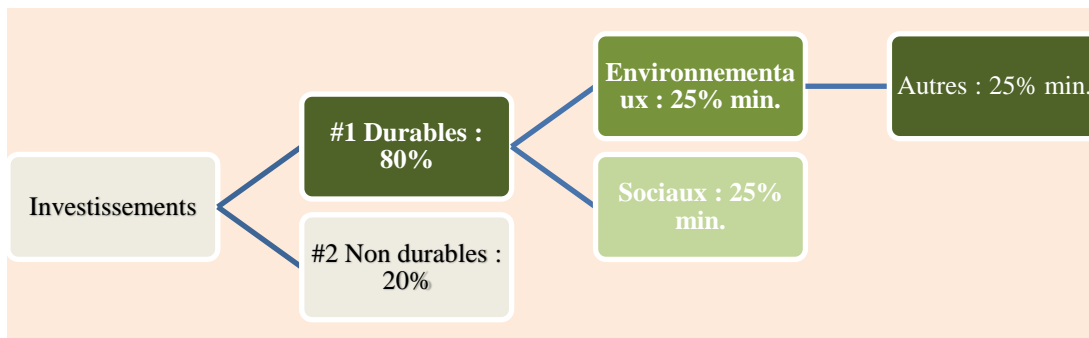 Investissements
#1 Durables :
80%
#2 Non durables :
20%
Environnementa
ux : 25% min.
Sociaux : 25%
min.
Autres : 25% min.